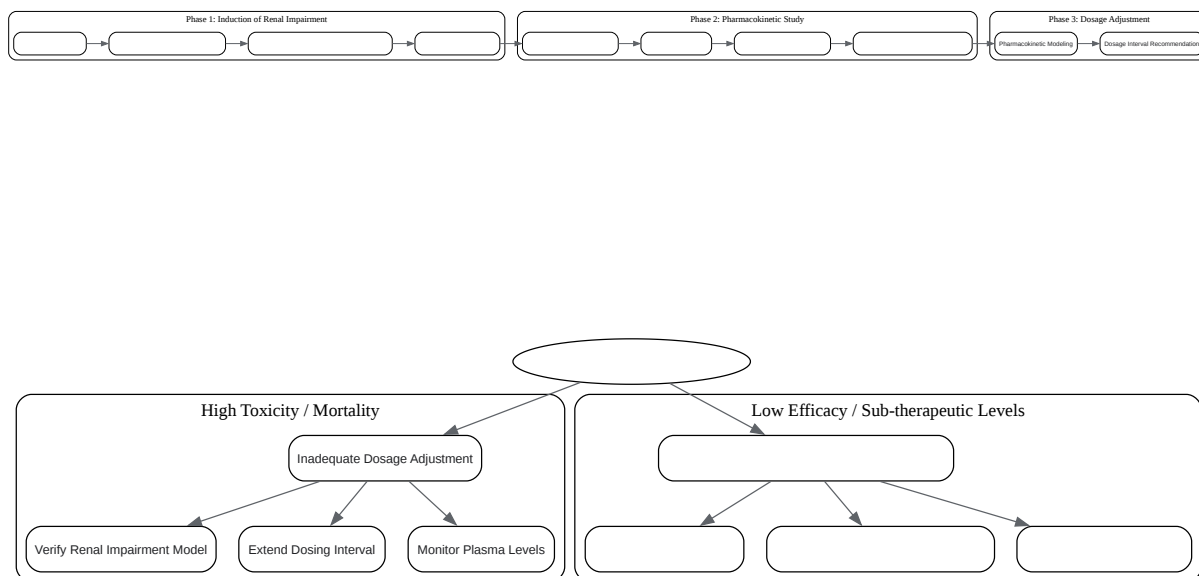 Phase 1: Induction of Renal Impairment
Phase 2: Pharmacokinetic Study
Phase 3: Dosage Adjustment
Pharmacokinetic Modeling
Dosage Interval Recommendation
High Toxicity / Mortality
Low Efficacy / Sub-therapeutic Levels
Inadequate Dosage Adjustment
Verify Renal Impairment Model
Extend Dosing Interval
Monitor Plasma Levels